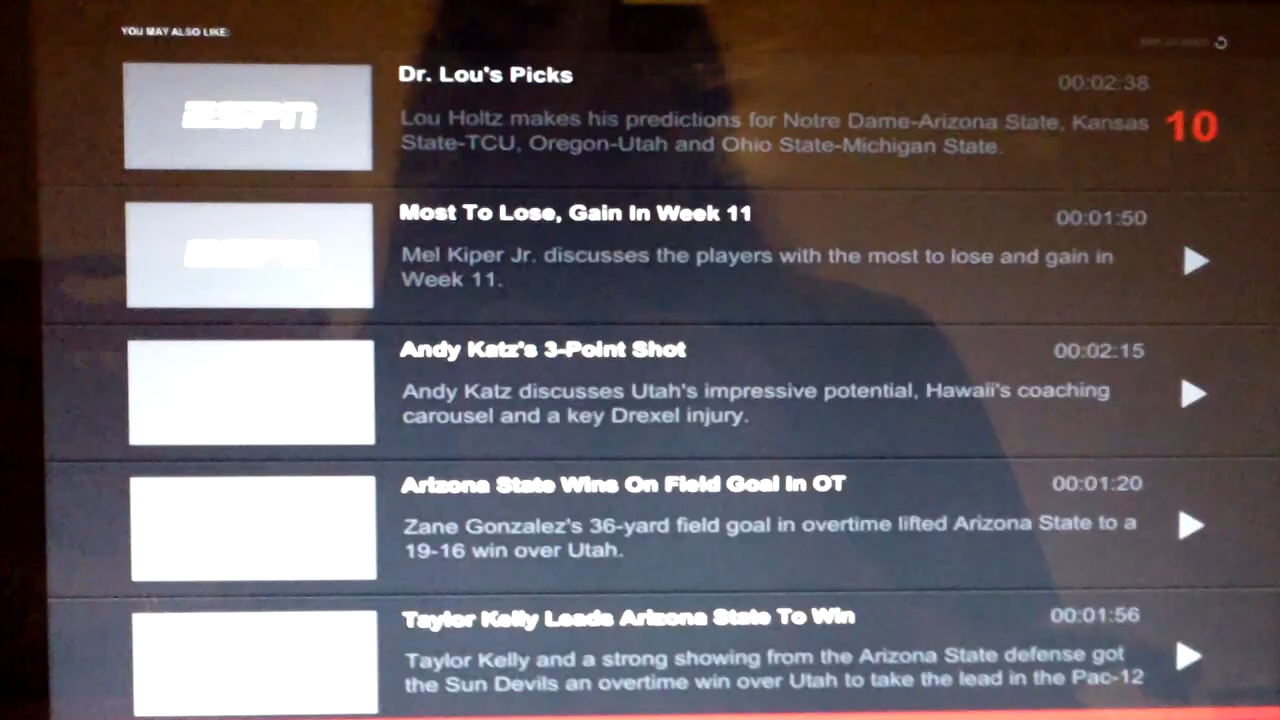 YOU MAY ALSO LIKE:
Dr. Lou's Picks
00:02:38
Lou Holtz makes his predictions for Notre Dame-Arizona State, Kansas
State-TCU, Oregon-Utah and Ohio State-Michigan State.
10
ESPN
Most To Lose, Gain In Week 11
00:01:50
Mel Kiper Jr. discusses the players with the most to lose and gain in
Week 11.
ESPN
Andy Katz's 3-Point Shot
00:02:15
Andy Katz discusses Utah's impressive potential, Hawaii's coaching
carousel and a key Drexel injury.
Arizona State Wins On Field Goal In OT
00:01:20
Zane Gonzalez's 36-yard field goal in overtime lifted Arizona State to a
19-16 win over Utah.
Taylor Kelly Leads Arizona State To Win
00:01:56
Taylor Kelly and a strong showing from the Arizona State defense got
the Sun Devils an overtime win over Utah to take the lead in the Pac-12